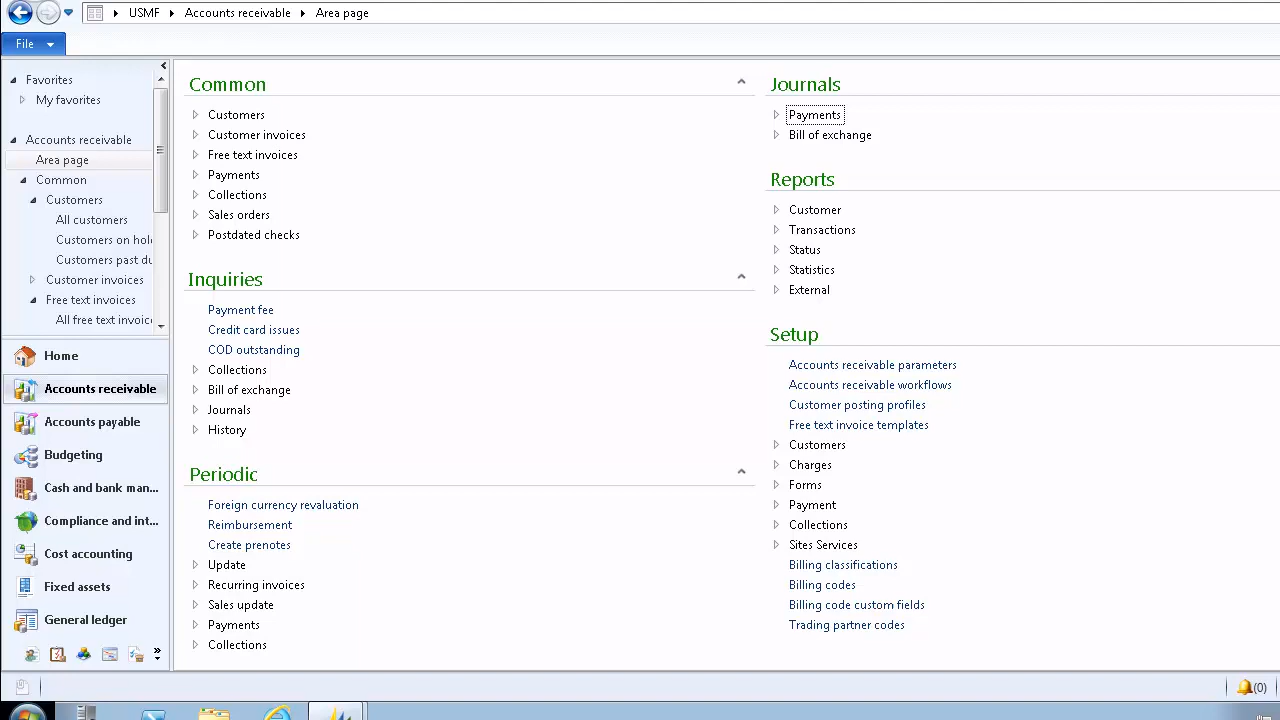 USMF Accounts receivable Area page
File
Favorites
My favorites
Accounts receivable
Area page
Common
Customers
All customers
Customers on hol
Customers past du
Customer invoices
Free text invoices
All free text invoic
Home
Accounts receivable
Accounts payable
Budgeting
Cash and bank man...
Compliance and int...
Cost accounting
Fixed assets
General ledger
Common
Customers
Customer invoices
Free text invoices
Payments
Collections
Sales orders
Postdated checks
Inquiries
Payment fee
Credit card issues
COD outstanding
Collections
Bill of exchange
Journals
History
Periodic
Foreign currency revaluation
Reimbursement
Create prenotes
Update
Recurring invoices
Sales update
Payments
Collections
Journals
Payments
Bill of exchange
Reports
Customer
Transactions
Status
Statistics
External
Setup
Accounts receivable parameters
Accounts receivable workflows
Customer posting profiles
Free text invoice templates
Customers
Charges
Forms
Payment
Collections
Sites Services
Billing classifications
Billing codes
Billing code custom fields
Trading partner codes
(0)